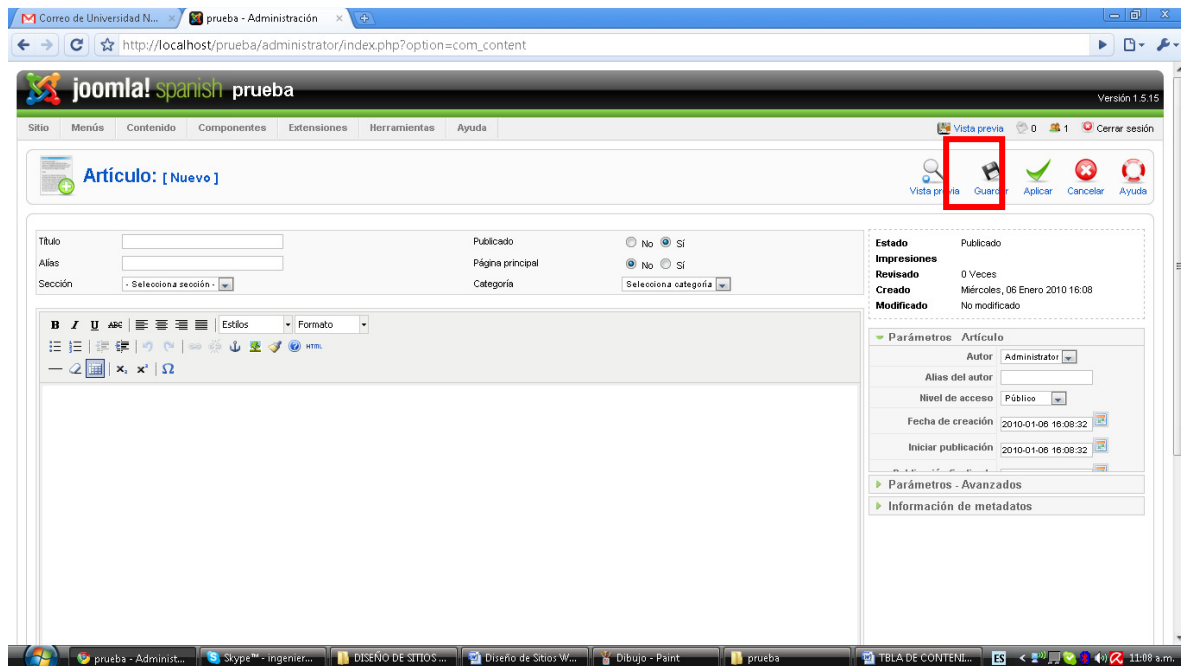 Correo de Universidad N... × prueba - Administración ×
http://localhost/prueba/administrator/index.php?option=com_content
joomla! spanish prueba
Versión 1.5.15
Sitio Menús Contenido Componentes Extensiones Herramientas Ayuda Vista previa 0 1 Cerrar sesión
Artículo: [ Nuevo ]
Vista previa Guardar Aplicar Cancelar Ayuda
Título Publicado No Sí
Alias Página principal No Sí
Sección - Selecciona sección - Categoría Selecciona categoría
Estado Publicado
Impresiones
Revisado 0 Veces
Creado Miércoles, 06 Enero 2010 16:08
Modificado No modificado
B I U ABC Estilos Formato
HTML
x, x² Ω
Parámetros Artículo
Autor Administrator
Alias del autor
Nivel de acceso Público
Fecha de creación 2010-01-06 16:08:32
Iniciar publicación 2010-01-06 16:08:32
Parámetros - Avanzados
Información de metadatos
prueba - Administ... Skype™ - ingenier... DISEÑO DE SITIOS ... Diseño de Sitios W... Dibujo - Paint prueba TBLA DE CONTENI... ES 11:08 a.m.